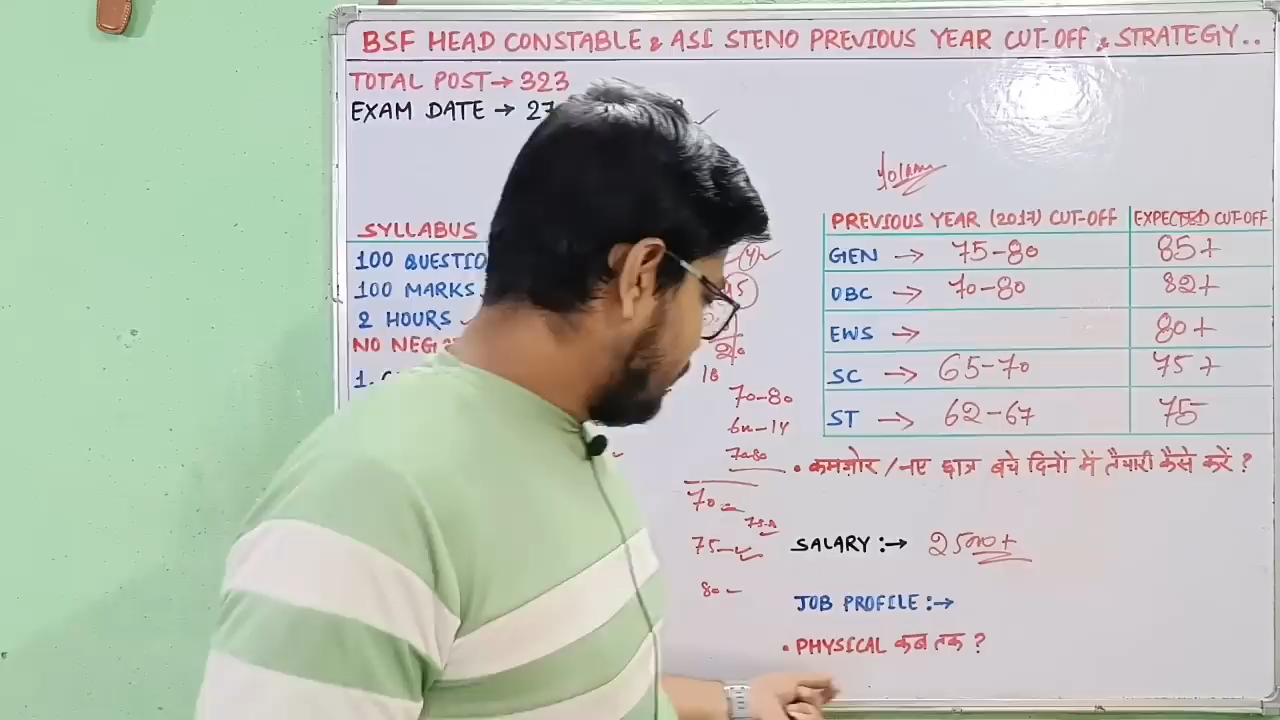 BSF HEAD CONSTABLE & ASI STENO PREVIOUS YEAR CUT-OFF & STRATEGY..
TOTAL POST → 323
EXAM DATE → 27
SYLLABUS
100 QUESTIO
100 MARKS
2 HOURS
NO NEG
1.
18
70-80
70-80
70
75
80
PREVIOUS YEAR (2017) CUT-OFF EXPECTED CUT-OFF
GEN → 75-80 85+
OBC → 70-80 82+
EWS → 80+
SC → 65-70 75+
ST → 62-67 75
• कमज़ोर / नए छात्र बचे दिनों में तैयारी कैसे करें ?
SALARY :→ 25000+
JOB PROFILE :→
• PHYSICAL कब तक ?